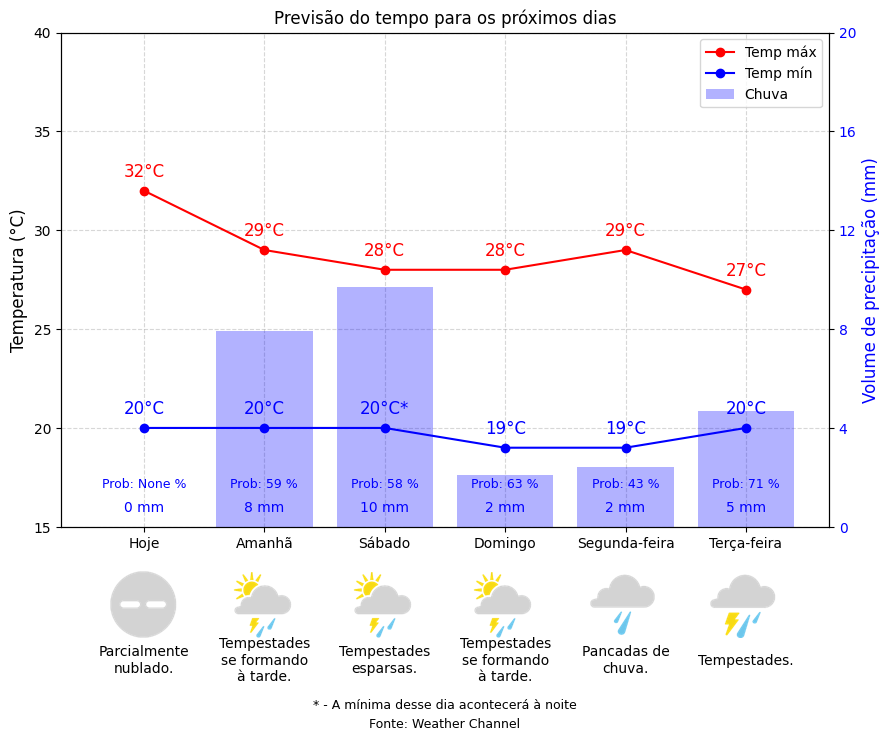 Previsão do tempo para os próximos dias
Temp máx
Temp mín
Chuva
Temperatura (°C)
Volume de precipitação (mm)
40
35
30
25
20
15
20
16
12
8
4
0
32°C
29°C
28°C
28°C
29°C
27°C
20°C
20°C
20°C*
19°C
19°C
20°C
Prob: None %
Prob: 59 %
Prob: 58 %
Prob: 63 %
Prob: 43 %
Prob: 71 %
0 mm
8 mm
10 mm
2 mm
2 mm
5 mm
Hoje
Amanhã
Sábado
Domingo
Segunda-feira
Terça-feira
Parcialmente
nublado.
Tempestades
se formando
à tarde.
Tempestades
esparsas.
Tempestades
se formando
à tarde.
Pancadas de
chuva.
Tempestades.
* - A mínima desse dia acontecerá à noite
Fonte: Weather Channel